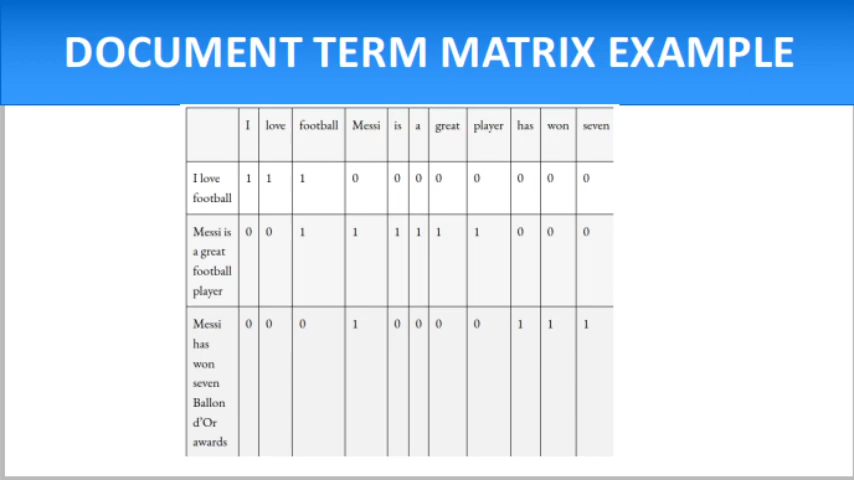 DOCUMENT TERM MATRIX EXAMPLE
I love football Messi is a great player has won seven
I love 1 1 1 0 0 0 0 0 0 0 0
football
Messi is 0 0 1 1 1 1 1 1 0 0 0
a great
football
player
Messi 0 0 0 1 0 0 0 0 1 1 1
has
won
seven
Ballon
d'Or
awards